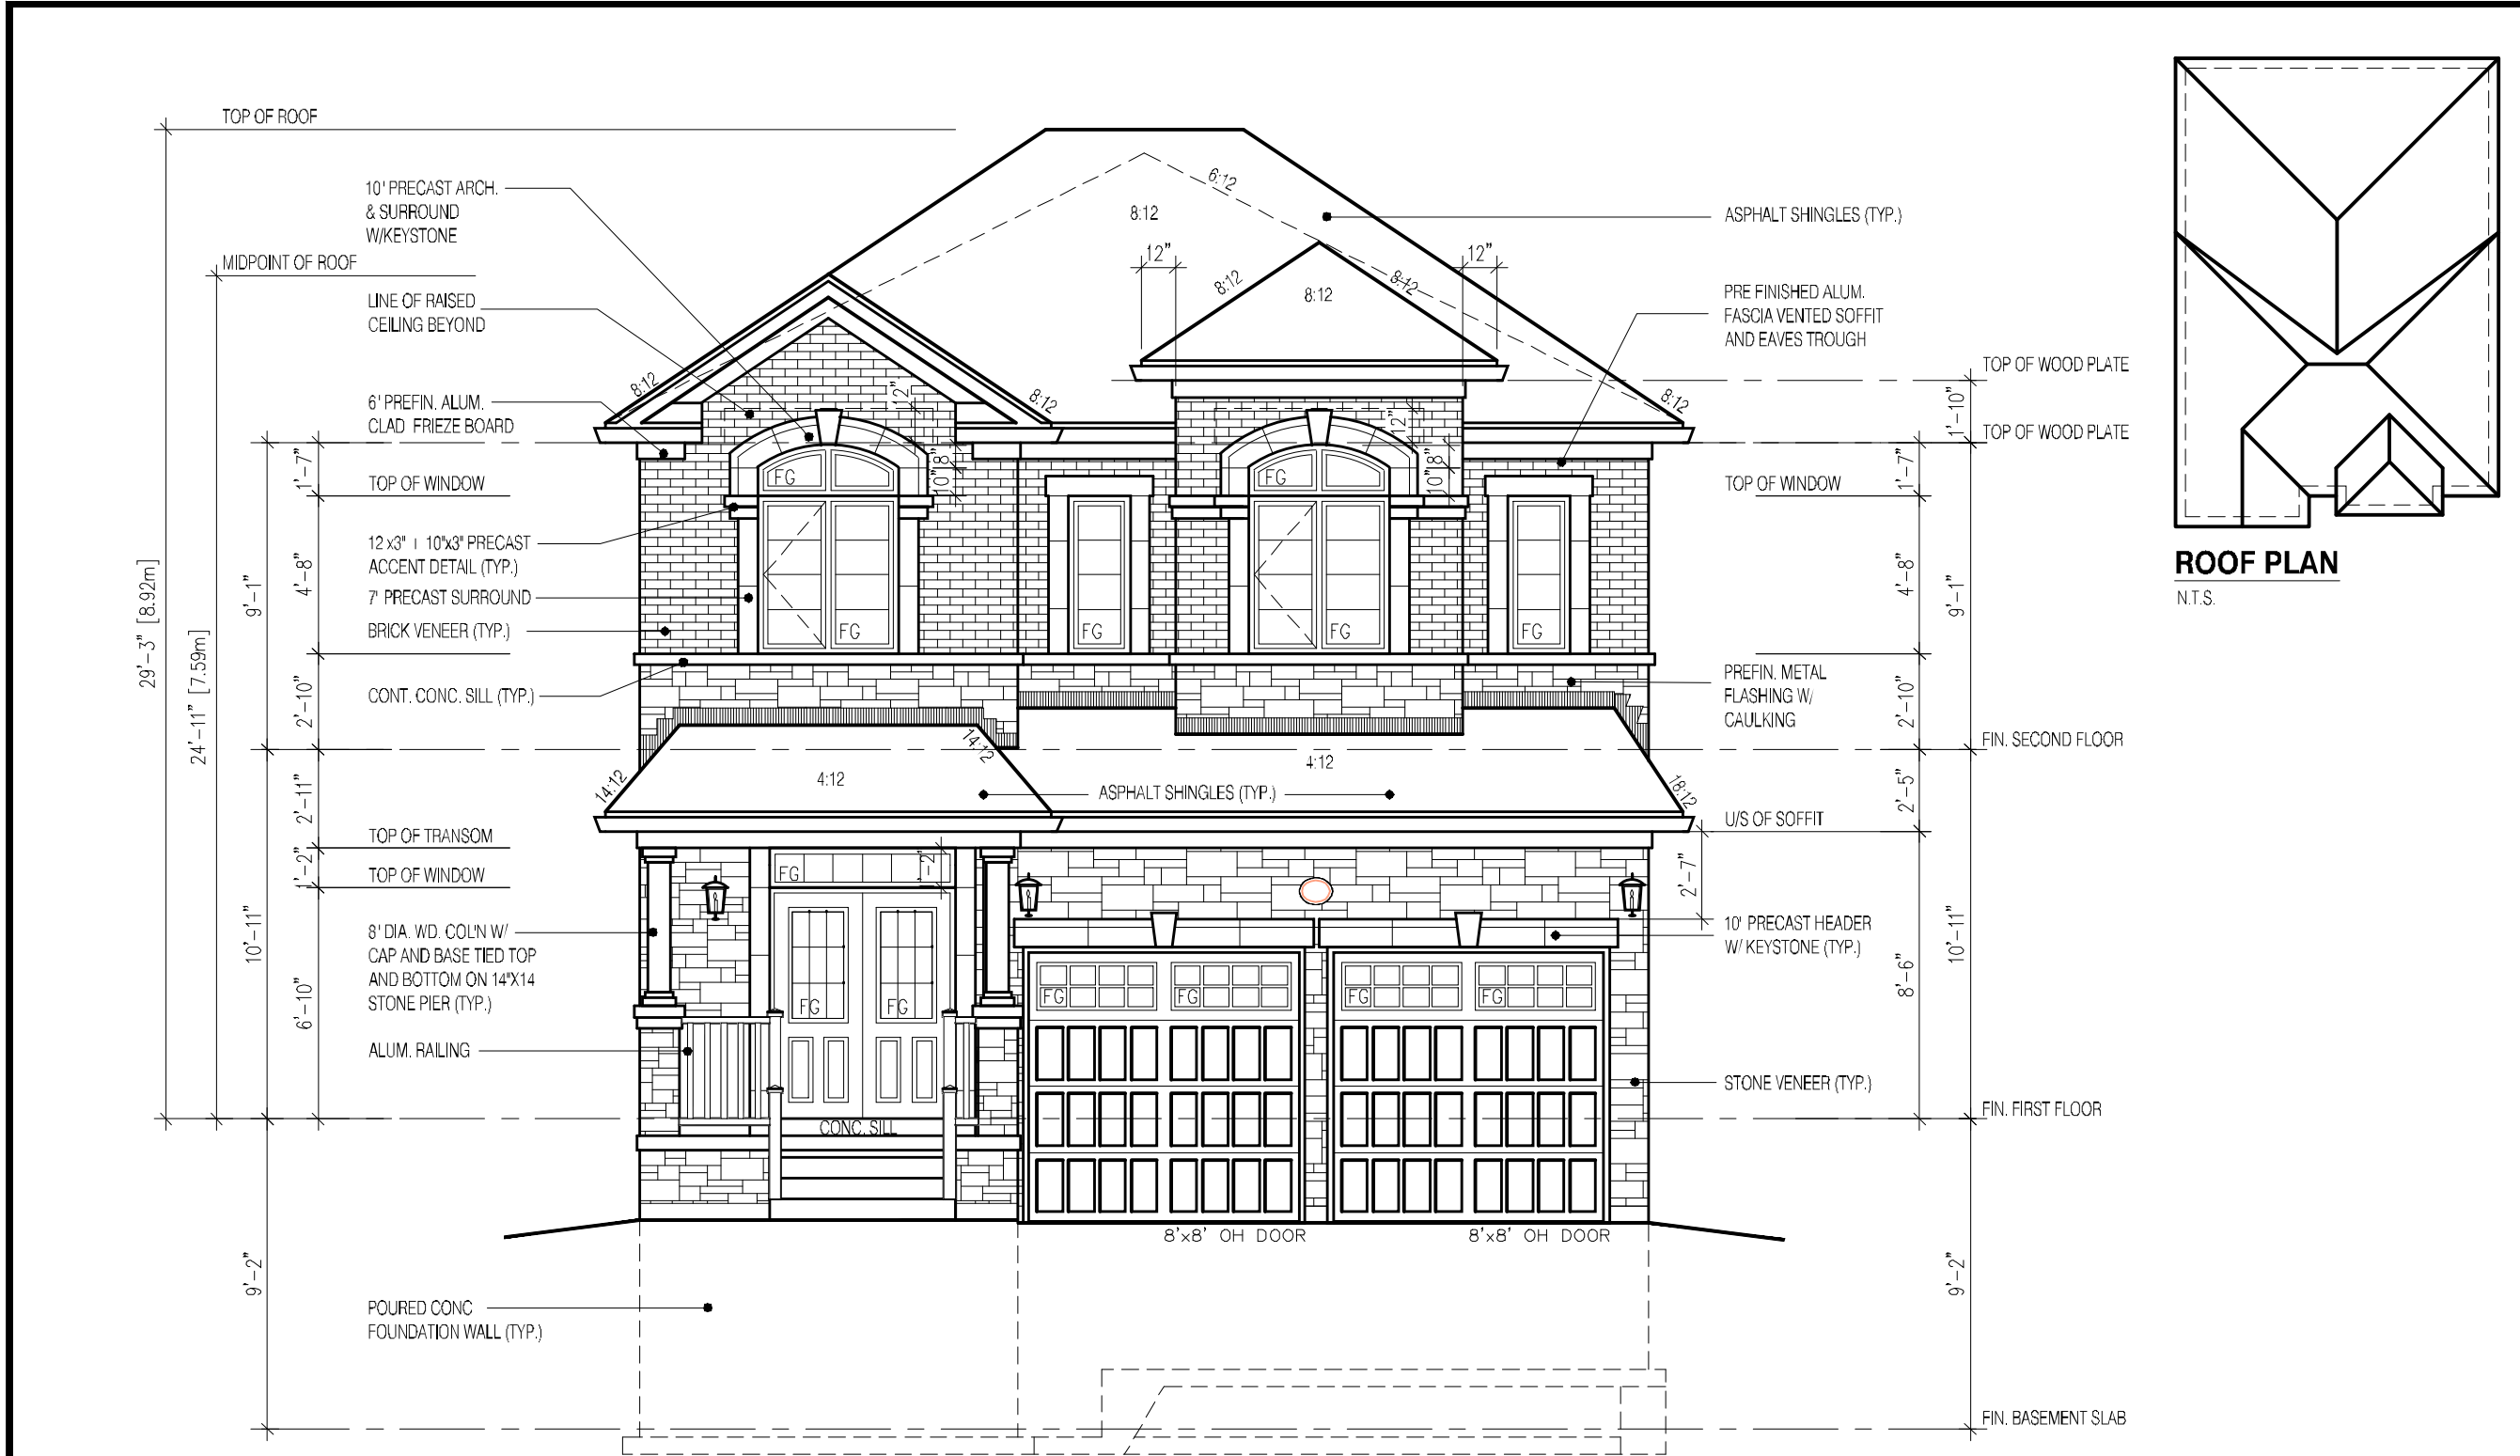 TOP OF ROOF
10" PRECAST ARCH.
& SURROUND
W/KEYSTONE
MIDPOINT OF ROOF
LINE OF RAISED
CEILING BEYOND
6" PREFIN. ALUM.
CLAD FRIEZE BOARD
TOP OF WINDOW
12"x3" + 10"x3" PRECAST
ACCENT DETAIL (TYP.)
7" PRECAST SURROUND
BRICK VENEER (TYP.)
CONT. CONC. SILL (TYP.)
TOP OF TRANSOM
TOP OF WINDOW
8" DIA. WD. COL'N W/
CAP AND BASE TIED TOP
AND BOTTOM ON 14"X14
STONE PIER (TYP.)
ALUM. RAILING
POURED CONC
FOUNDATION WALL (TYP.)
29'-3" [8.92m]
24'-11" [7.59m]
9'-1"
10'-11"
9'-2"
1'-7"
4'-8"
2'-10"
2'-11"
1'-2"
6'-10"
6:12
8:12
12"
12"
8:12
8:12
8:12
8:12
8:12
8:12
12"
12"
8"
10"
8"
10"
FG
FG
FG
FG
FG
FG
14:12
4:12
14:12
ASPHALT SHINGLES (TYP.)
4:12
18:12
FG
1'-2"
FG
FG
CONC. SILL
FG
FG
FG
FG
8'x8' OH DOOR
8'x8' OH DOOR
ASPHALT SHINGLES (TYP.)
PRE FINISHED ALUM.
FASCIA VENTED SOFFIT
AND EAVES TROUGH
TOP OF WINDOW
PREFIN. METAL
FLASHING W/
CAULKING
U/S OF SOFFIT
2'-7"
10" PRECAST HEADER
W/ KEYSTONE (TYP.)
STONE VENEER (TYP.)
1'-7"
4'-8"
2'-10"
2'-5"
8'-6"
1'-10"
9'-1"
10'-11"
9'-2"
TOP OF WOOD PLATE
TOP OF WOOD PLATE
FIN. SECOND FLOOR
FIN. FIRST FLOOR
FIN. BASEMENT SLAB
ROOF PLAN
N.T.S.